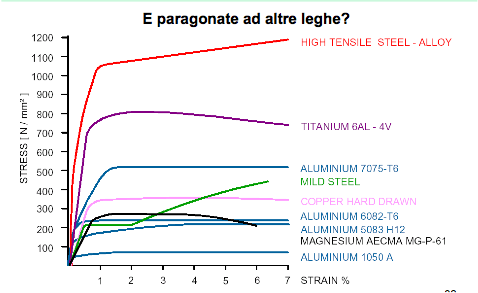 E paragonate ad altre leghe?
1200
1100
1000
900
800
700
600
500
400
300
200
100
STRESS [ N / mm² ]
HIGH TENSILE STEEL - ALLOY
TITANIUM 6AL - 4V
ALUMINIUM 7075-T6
MILD STEEL
COPPER HARD DRAWN
ALUMINIUM 6082-T6
ALUMINIUM 5083 H12
MAGNESIUM AECMA MG-P-61
ALUMINIUM 1050 A
1 2 3 4 5 6 7 STRAIN %